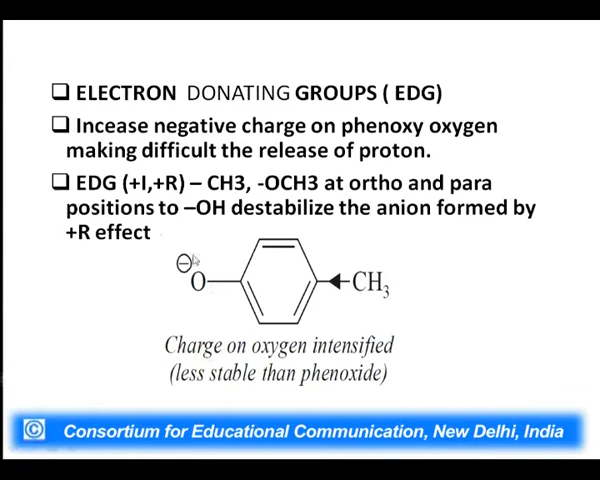 ❑ ELECTRON DONATING GROUPS ( EDG)
❑ Incease negative charge on phenoxy oxygen
making difficult the release of proton.
❑ EDG (+I,+R) – CH3, -OCH3 at ortho and para
positions to –OH destabilize the anion formed by
+R effect
⊖
O CH₃
Charge on oxygen intensified
(less stable than phenoxide)
© Consortium for Educational Communication, New Delhi, India